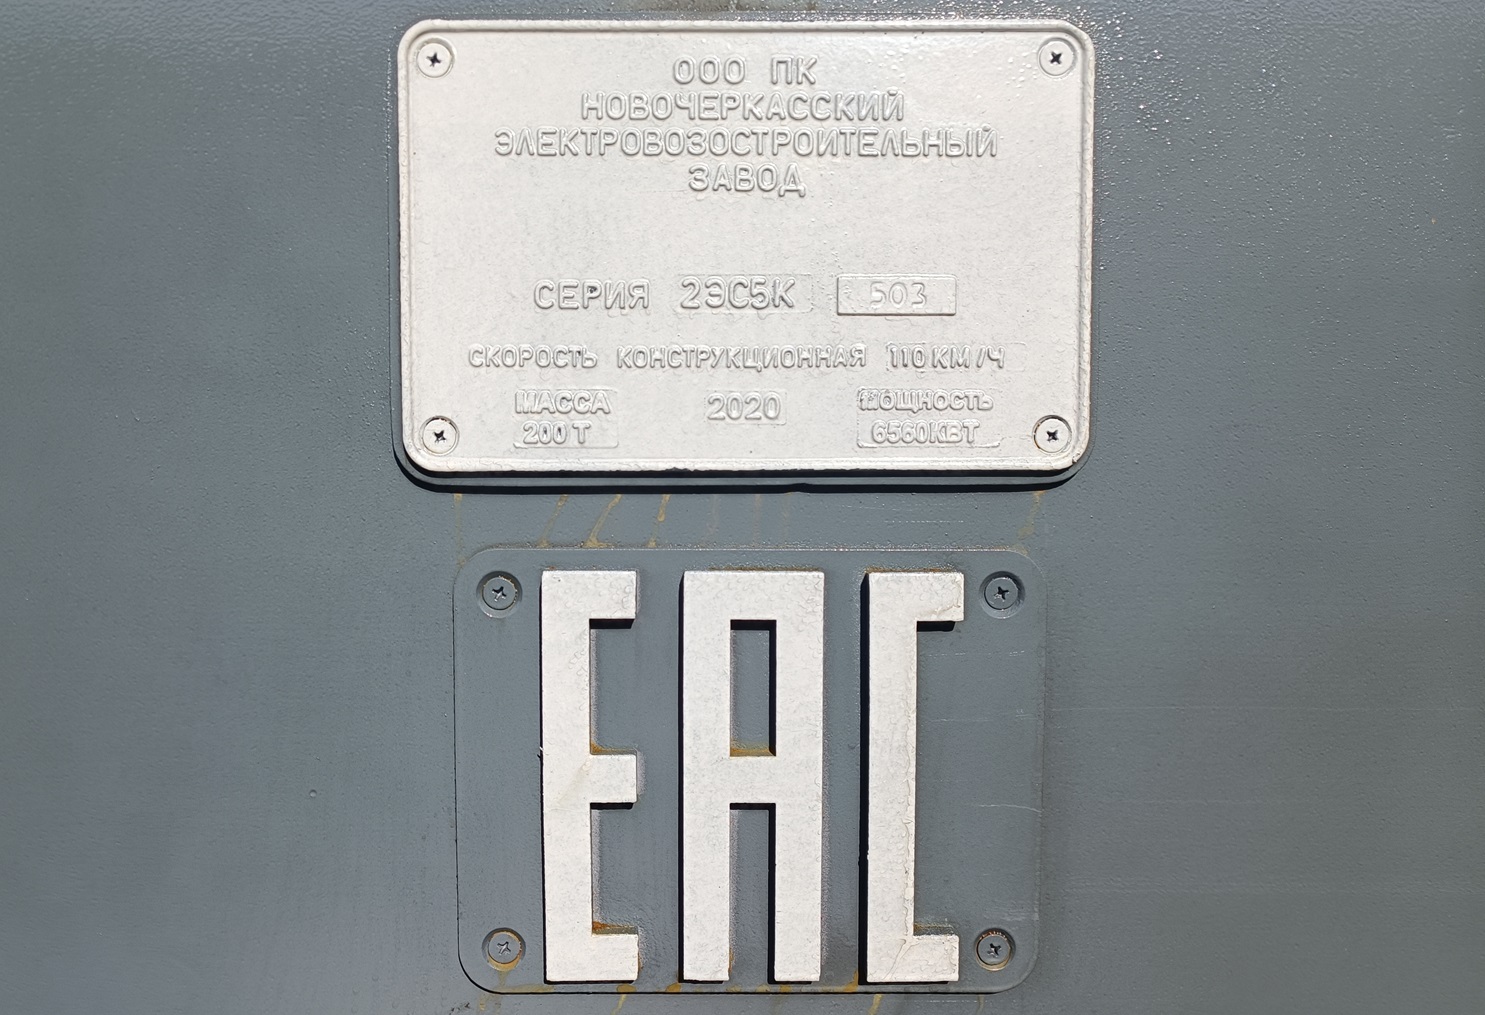 ООО ПК
НОВОЧЕРКАССКИЙ
ЭЛЕКТРОВОЗОСТРОИТЕЛЬНЫЙ
ЗАВОД
СЕРИЯ 2ЭС5К 503
СКОРОСТЬ КОНСТРУКЦИОННАЯ 110 КМ/Ч
МАССА 2020 МОЩНОСТЬ
200 Т 6560КВТ
ЕАС